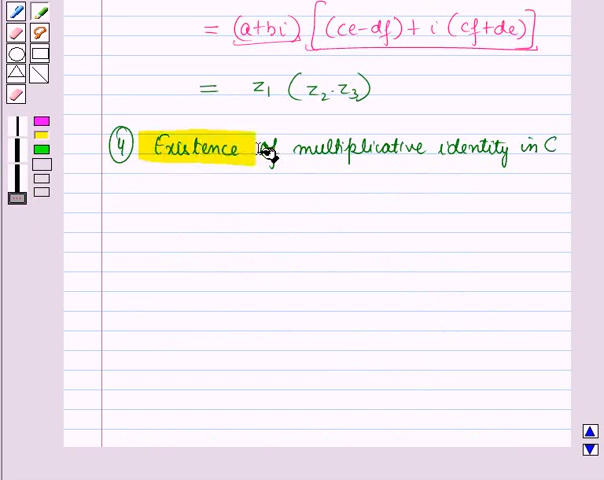 = (a+bi) [(ce-df) + i (cf+de)]
= z₁ (z₂.z₃)
4 Existence of multiplicative identity in C